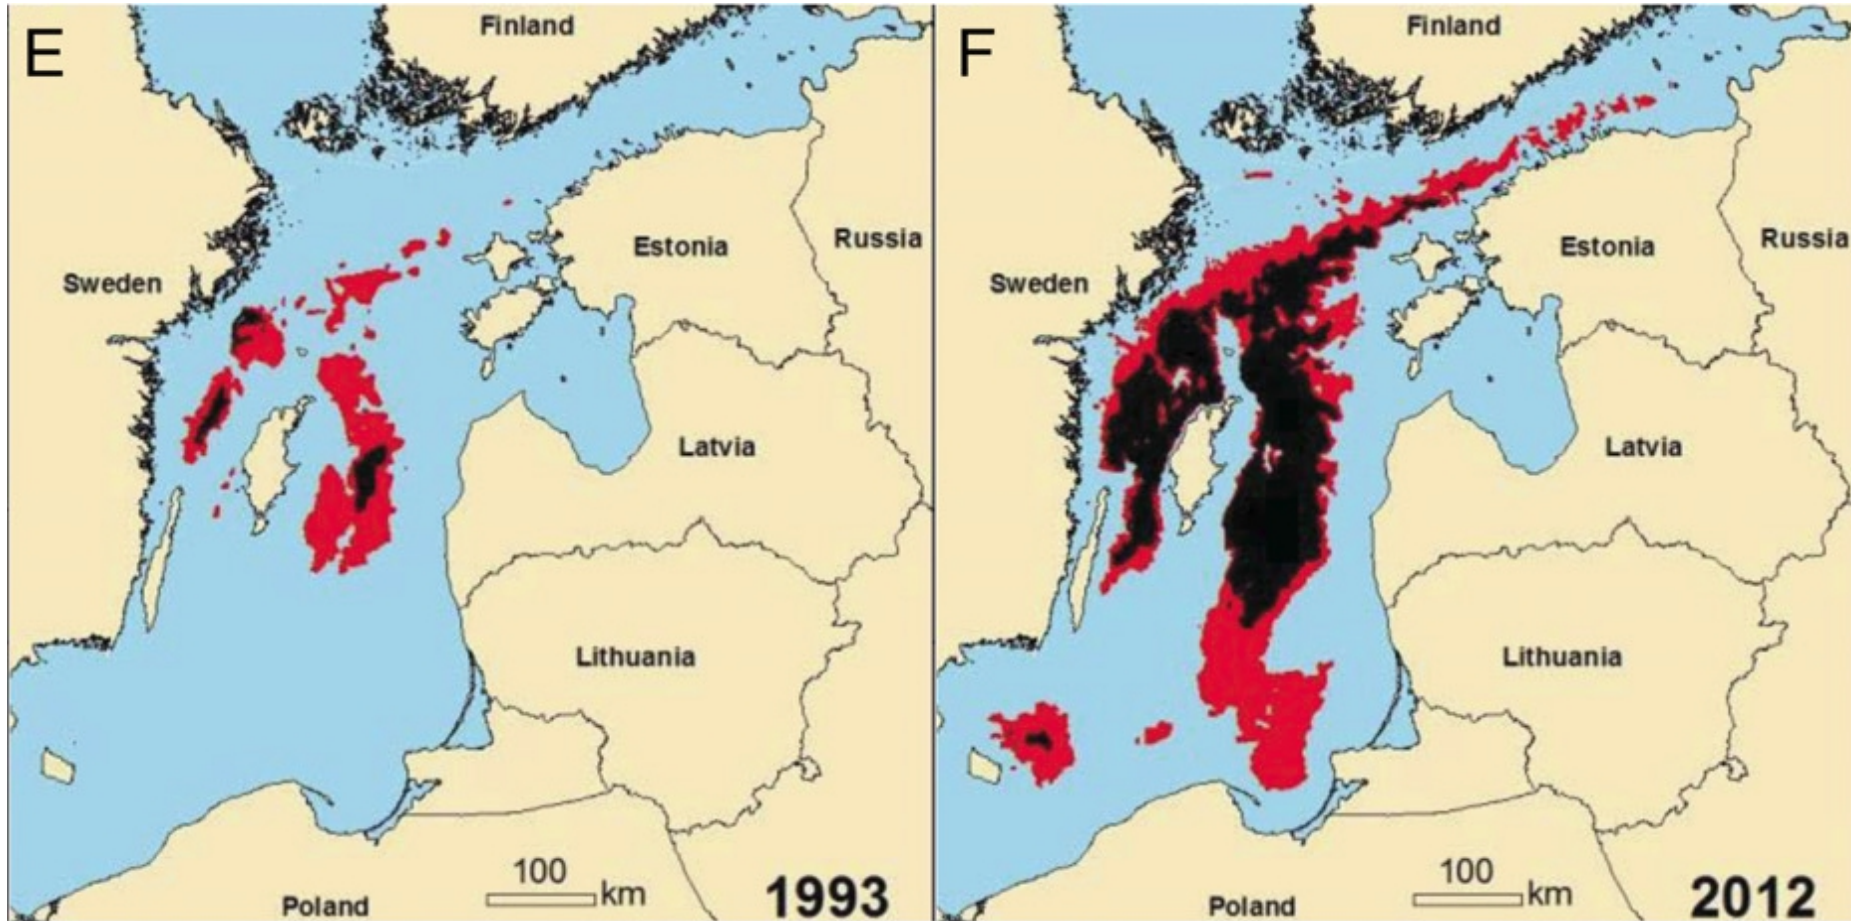 E
Finland
Sweden
Estonia
Russia
Latvia
Lithuania
Poland
100
km
1993
F
Finland
Sweden
Estonia
Russia
Latvia
Lithuania
Poland
100
km
2012